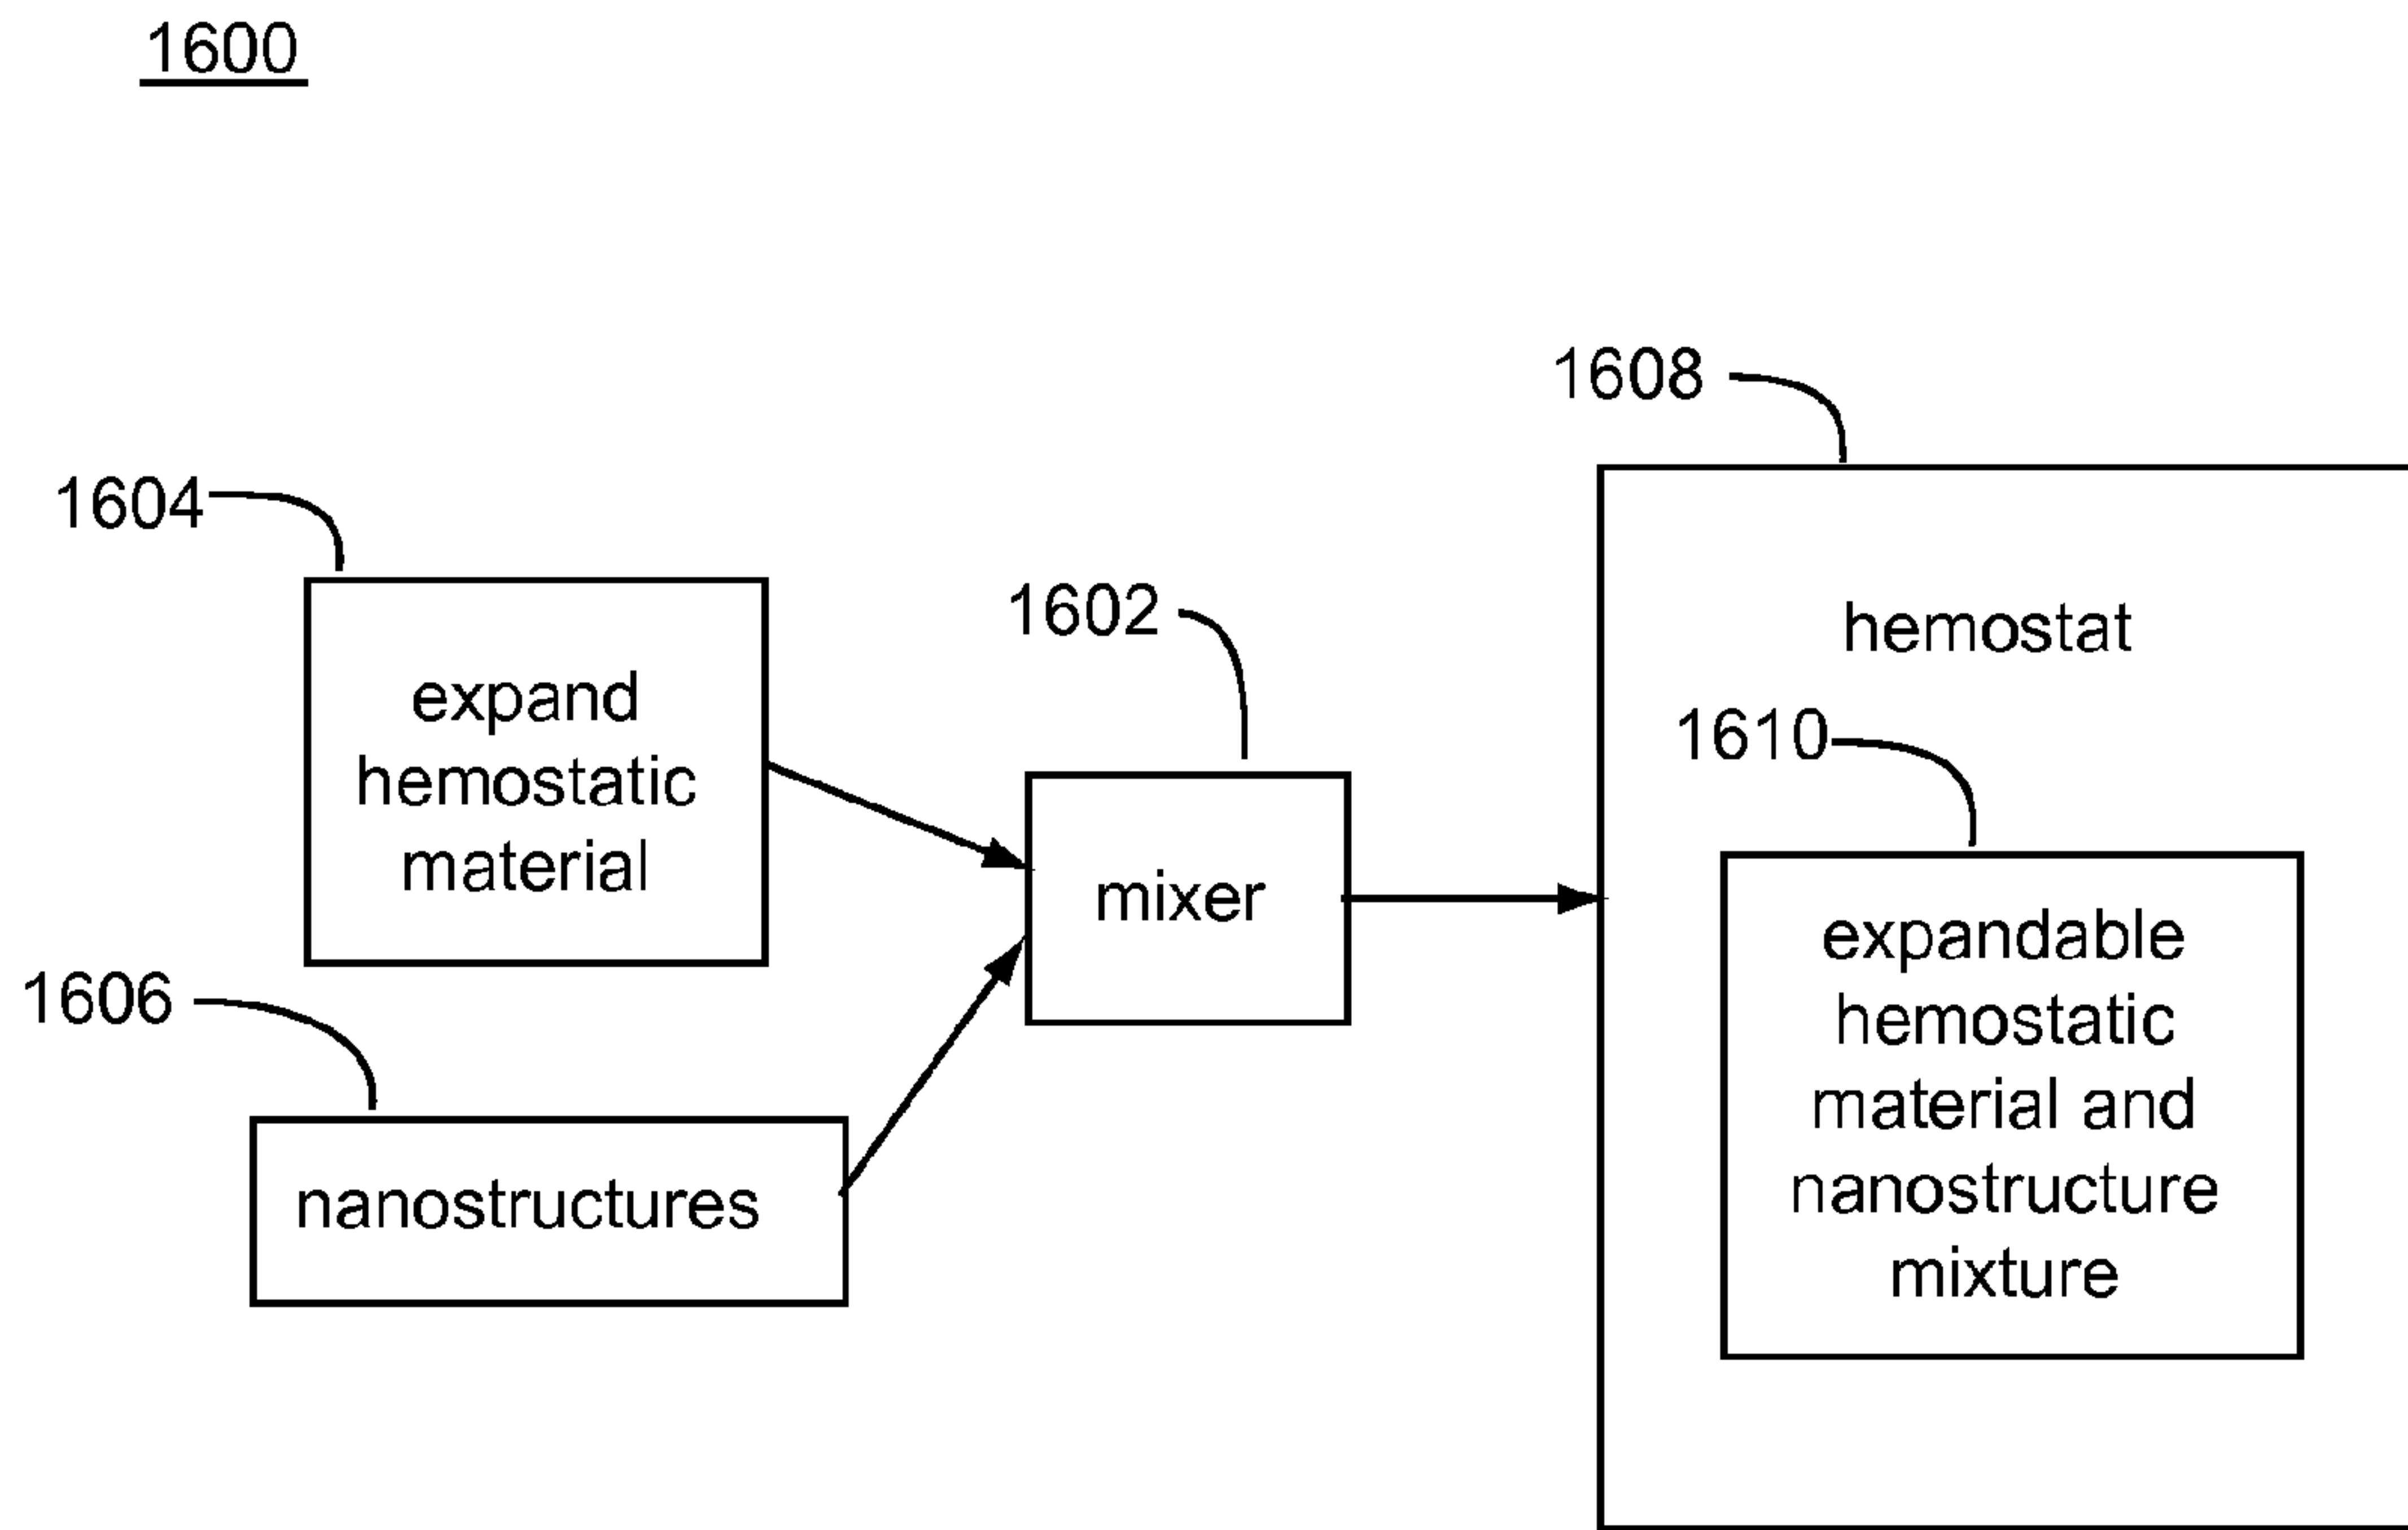 1600
1608
1604
1602
hemostat
expand
hemostatic
material
1610
mixer
expandable
hemostatic
material and
nanostructure
mixture
1606
nanostructures